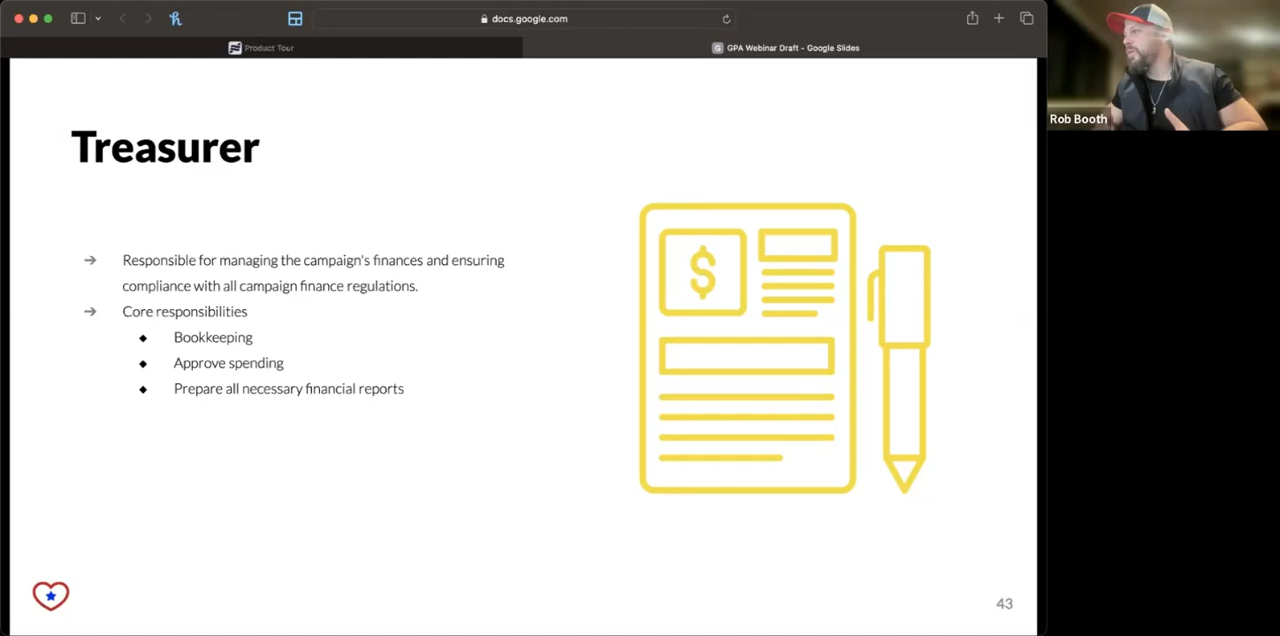 docs.google.com
Product Tour
G GPA Webinar Draft - Google Slides
Rob Booth
Treasurer
➔ Responsible for managing the campaign's finances and ensuring
compliance with all campaign finance regulations.
➔ Core responsibilities
◆ Bookkeeping
◆ Approve spending
◆ Prepare all necessary financial reports
$
43